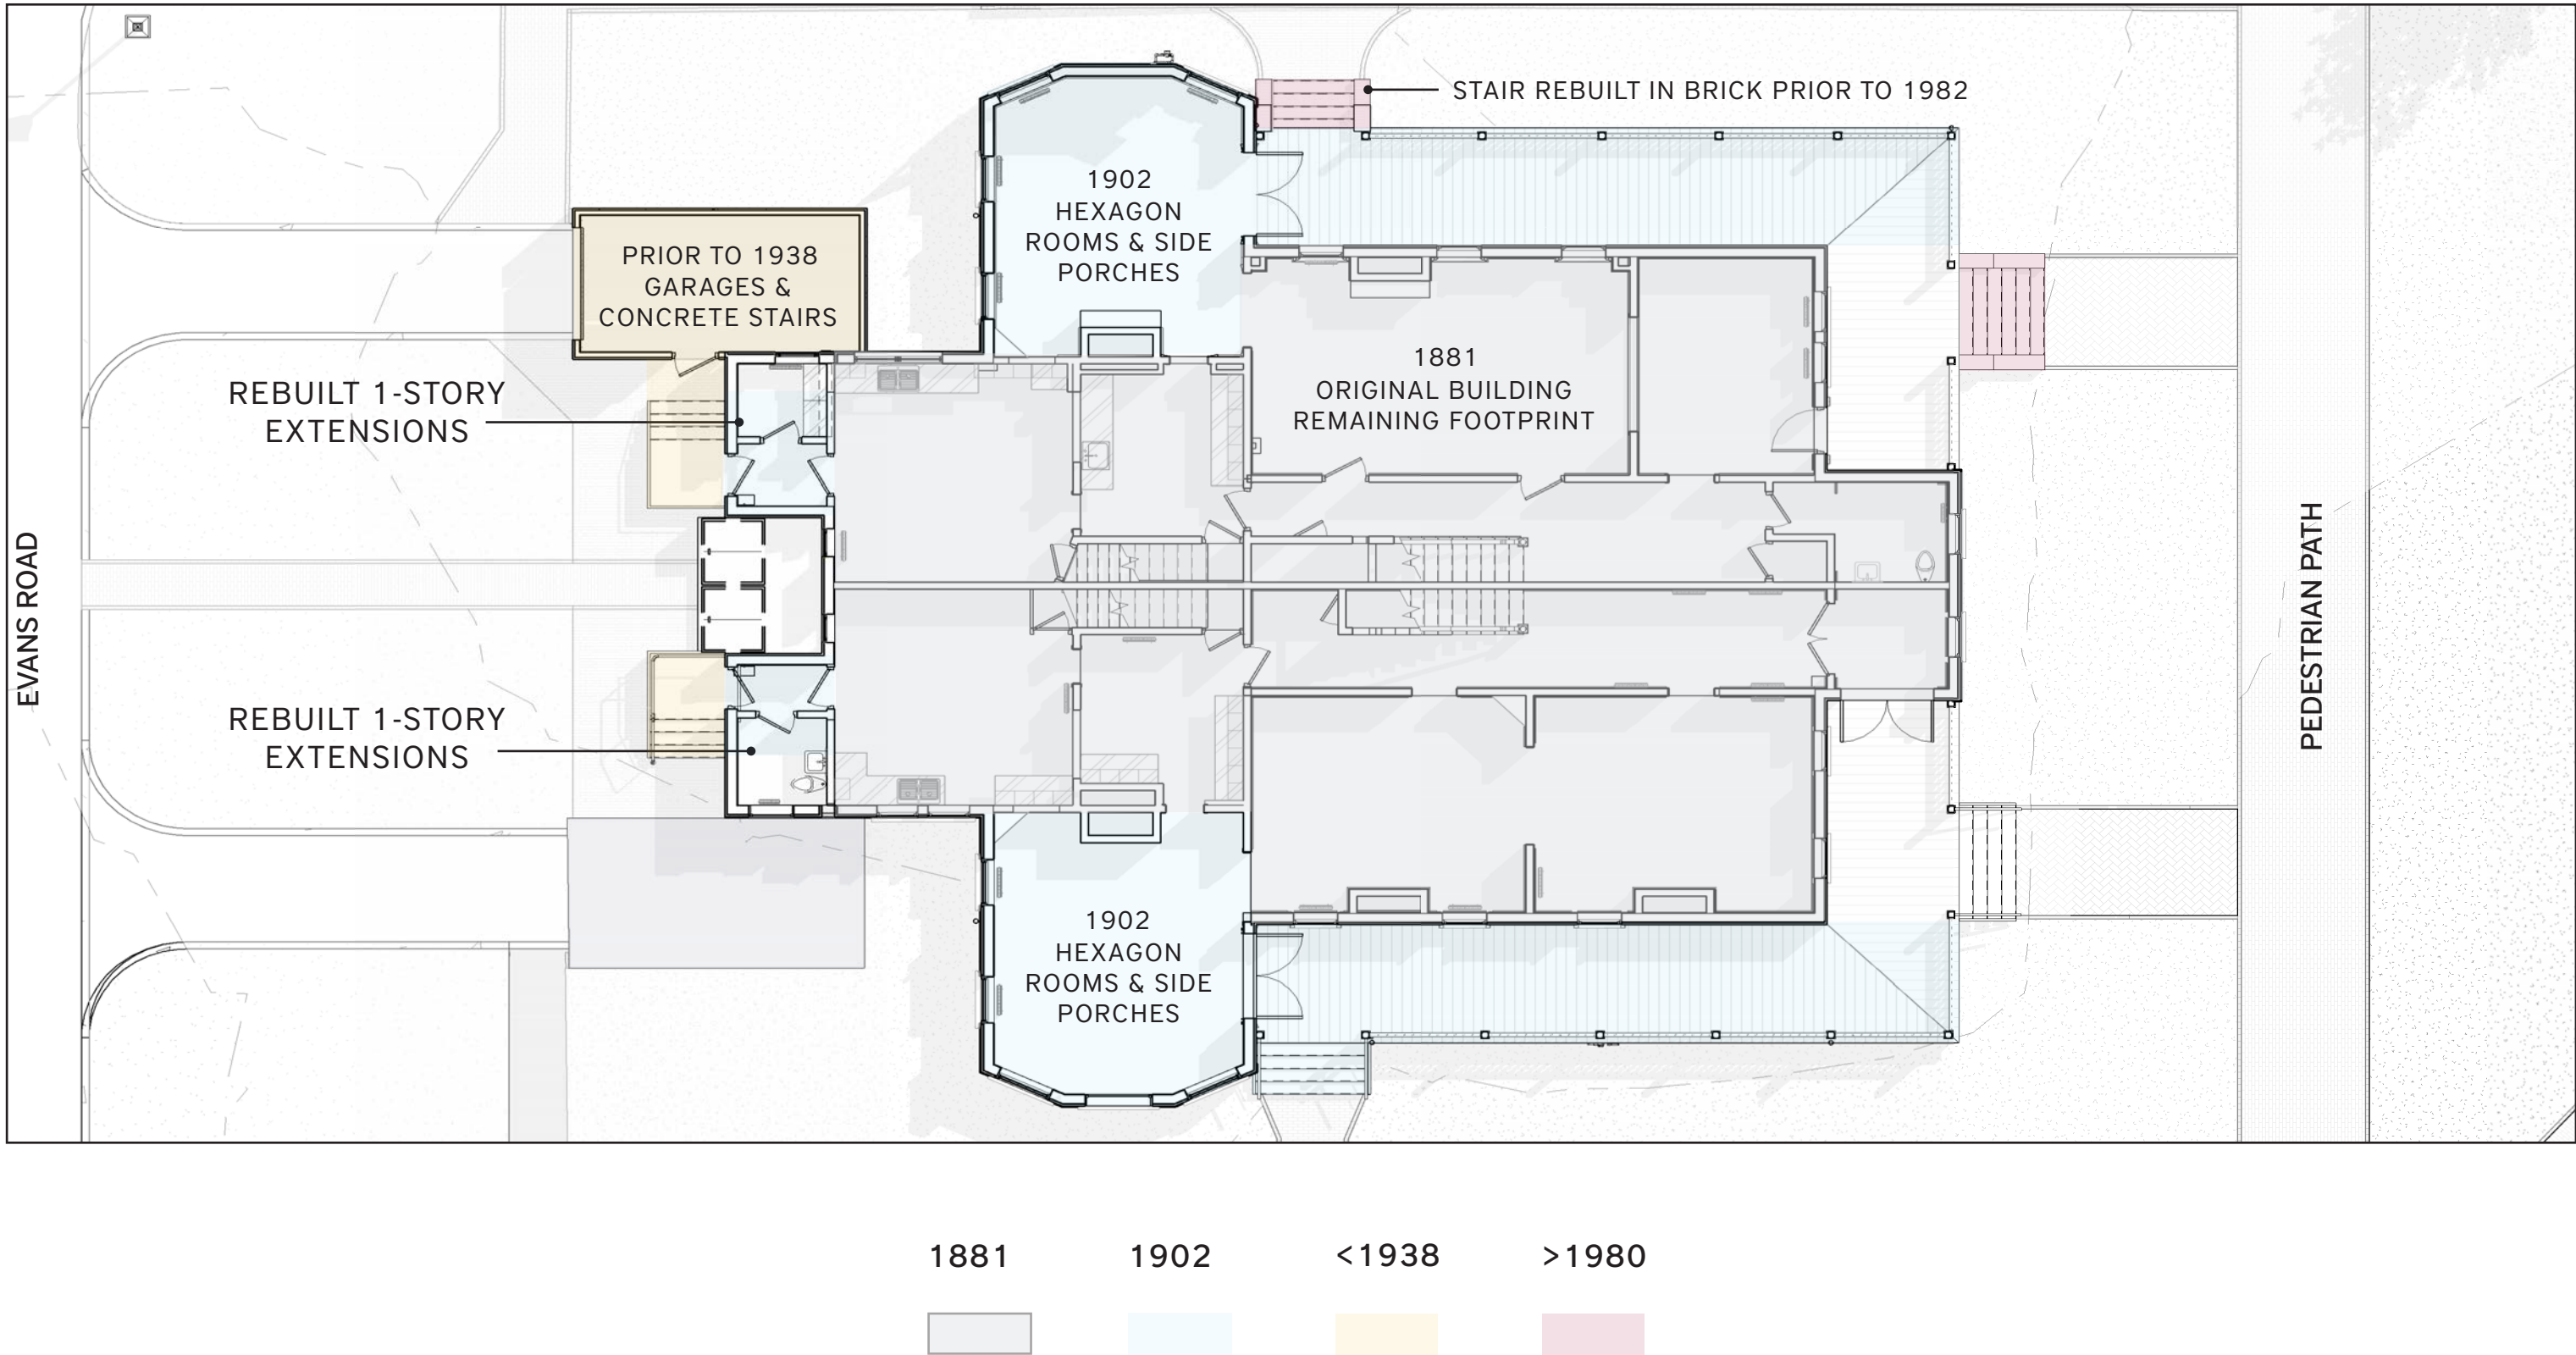 STAIR REBUILT IN BRICK PRIOR TO 1982
1902
HEXAGON
ROOMS & SIDE
PORCHES
PRIOR TO 1938
GARAGES &
CONCRETE STAIRS
1881
ORIGINAL BUILDING
REMAINING FOOTPRINT
REBUILT 1-STORY
EXTENSIONS
EVANS ROAD
PEDESTRIAN PATH
REBUILT 1-STORY
EXTENSIONS
1902
HEXAGON
ROOMS & SIDE
PORCHES
1881
1902
<1938
>1980